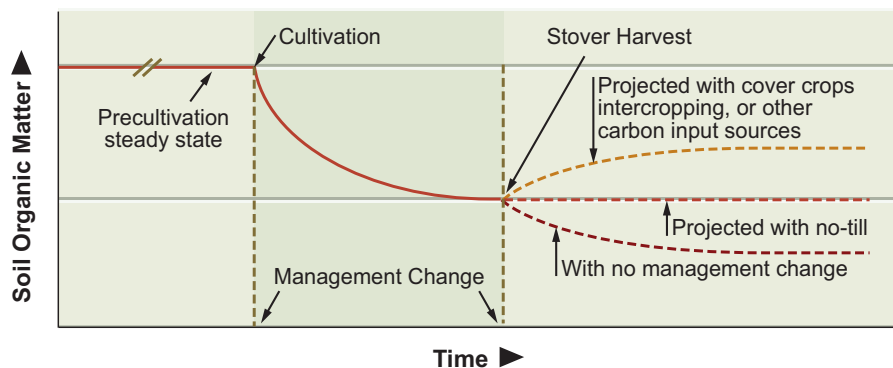 Cultivation
Stover Harvest
Precultivation
steady state
Projected with cover crops
intercropping, or other
carbon input sources
Projected with no-till
With no management change
Management Change
Soil Organic Matter
Time